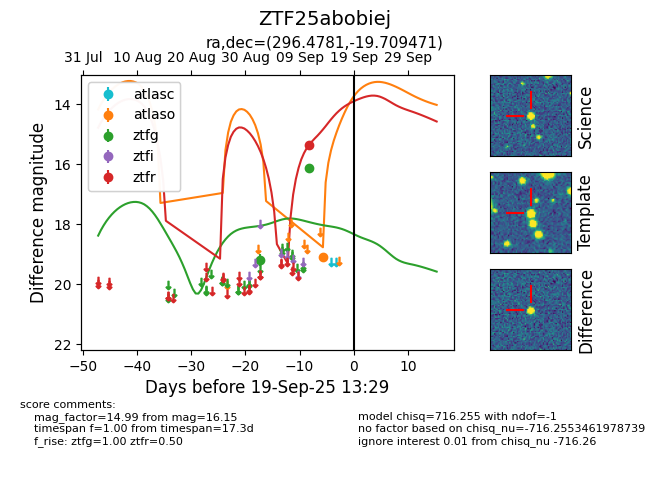 ZTF25abobiej
ra,dec=(296.4781,-19.709471)
31 Jul 10 Aug 20 Aug 30 Aug 09 Sep 19 Sep 29 Sep
atlasc
atlaso
ztfg
ztfi
ztfr
14
16
18
20
22
Difference magnitude
−50 −40 −30 −20 −10 0 10
Days before 19-Sep-25 13:29
Science
Template
Difference
score comments:
mag_factor=14.99 from mag=16.15
timespan f=1.00 from timespan=17.3d
f_rise: ztfg=1.00 ztfr=0.50
model chisq=716.255 with ndof=-1
no factor based on chisq_nu=-716.2553461978739
ignore interest 0.01 from chisq_nu -716.26